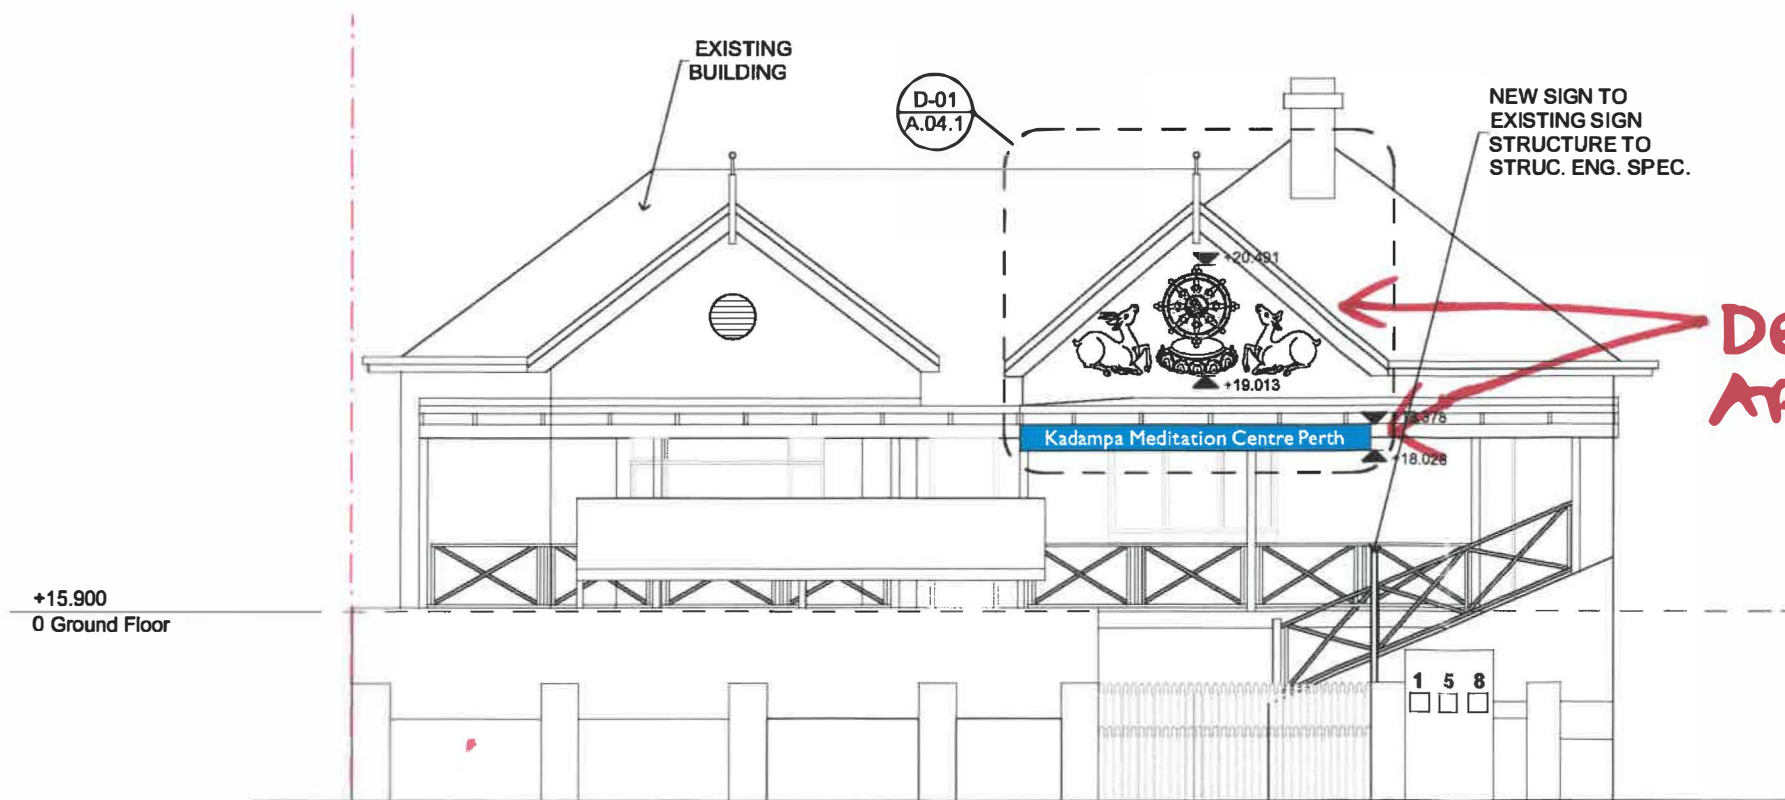 EXISTING
BUILDING
D-01
A.04.1
NEW SIGN TO
EXISTING SIGN
STRUCTURE TO
STRUC. ENG. SPEC.
+20.491
+19.013
Kadampa Meditation Centre Perth
+18.028
+15.900
0 Ground Floor
1 5 8